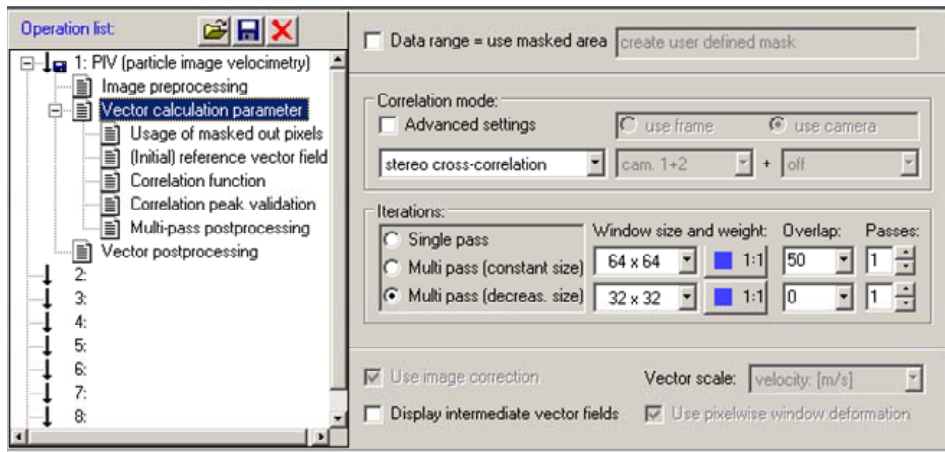 Operation list:
1: PIV (particle image velocimetry)
Image preprocessing
Vector calculation parameter
Usage of masked out pixels
(Initial) reference vector field
Correlation function
Correlation peak validation
Multi-pass postprocessing
Vector postprocessing
2:
3:
4:
5:
6:
7:
8:
Data range = use masked area create user defined mask
Correlation mode:
Advanced settings use frame use camera
stereo cross-correlation cam. 1+2 + off
Iterations:
Window size and weight: Overlap: Passes:
Single pass
Multi pass (constant size) 64 x 64 1:1 50 1
Multi pass (decreas. size) 32 x 32 1:1 0 1
Use image correction Vector scale: velocity: [m/s]
Display intermediate vector fields Use pixelwise window deformation